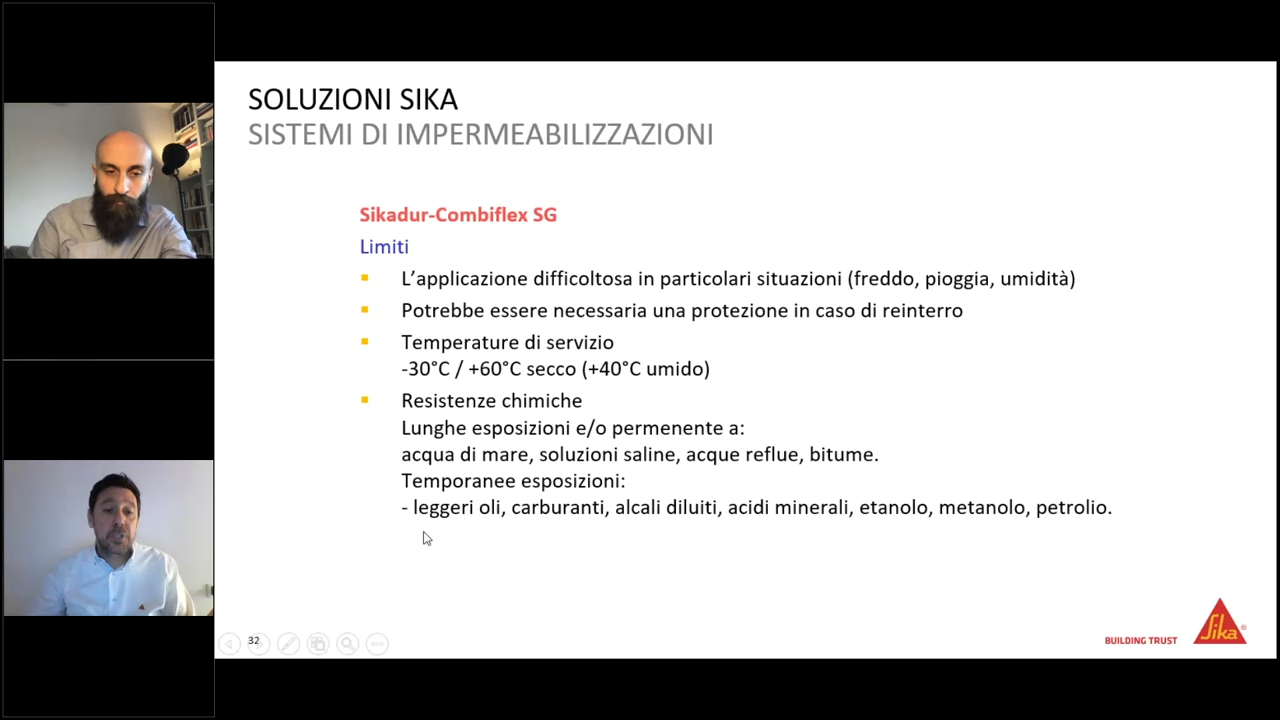 SOLUZIONI SIKA
SISTEMI DI IMPERMEABILIZZAZIONI
Sikadur-Combiflex SG
Limiti
L’applicazione difficoltosa in particolari situazioni (freddo, pioggia, umidità)
Potrebbe essere necessaria una protezione in caso di reinterro
Temperature di servizio
-30°C / +60°C secco (+40°C umido)
Resistenze chimiche
Lunghe esposizioni e/o permenente a:
acqua di mare, soluzioni saline, acque reflue, bitume.
Temporanee esposizioni:
- leggeri oli, carburanti, alcali diluiti, acidi minerali, etanolo, metanolo, petrolio.
32
BUILDING TRUST
Sika®